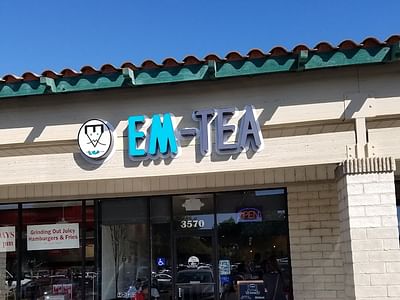 EM-TEA
3570
OPEN
Grinding Out Juicy
Hamburgers & Fries